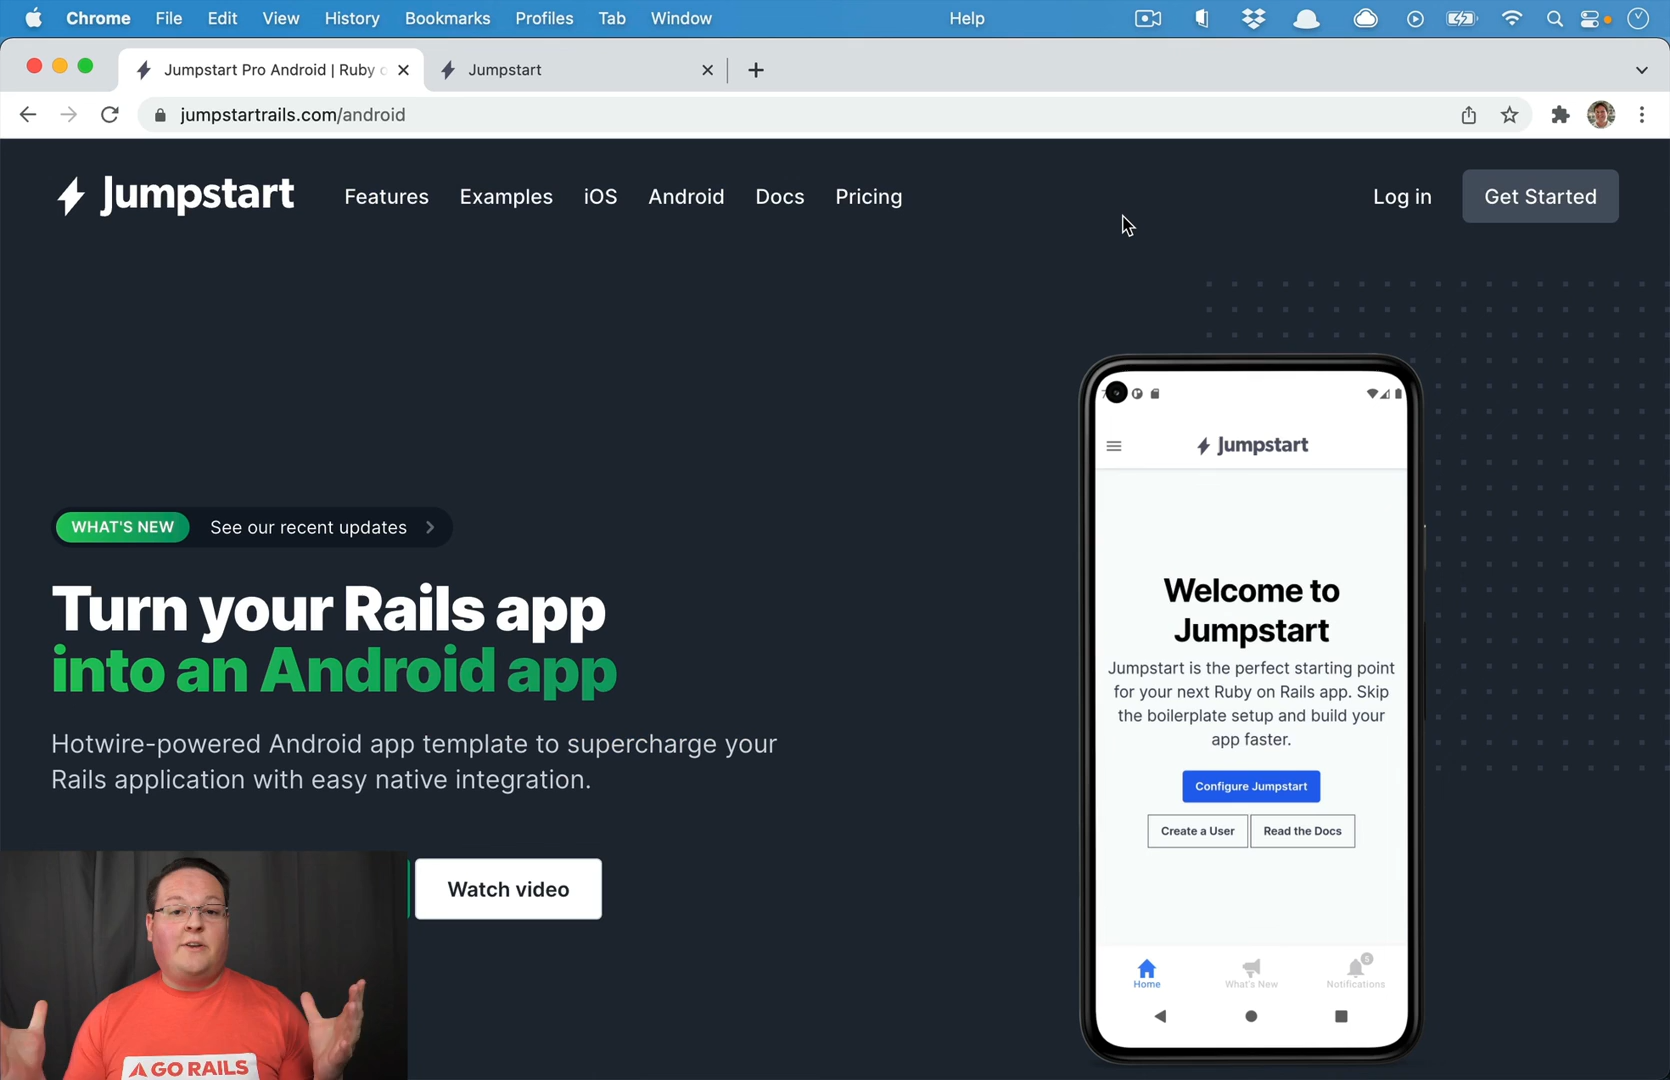 Chrome File Edit View History Bookmarks Profiles Tab Window Help
Jumpstart Pro Android | Ruby
Jumpstart
jumpstartrails.com/android
Jumpstart
Features Examples iOS Android Docs Pricing
Log in Get Started
WHAT'S NEW See our recent updates
Turn your Rails app
into an Android app
Hotwire-powered Android app template to supercharge your
Rails application with easy native integration.
Watch video
Jumpstart
Welcome to
Jumpstart
Jumpstart is the perfect starting point
for your next Ruby on Rails app. Skip
the boilerplate setup and build your
app faster.
Configure Jumpstart
Create a User Read the Docs
Home What's New Notifications
GO RAILS